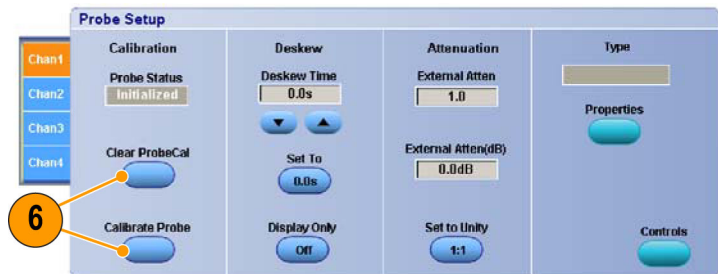 Probe Setup
Chan1
Chan2
Chan3
Chan4
Calibration
Probe Status
Initialized
Clear ProbeCal
Calibrate Probe
6
Deskew
Deskew Time
0.0s
Set To
0.0s
Display Only
Off
Attenuation
External Atten
1.0
External Atten(dB)
0.0dB
Set to Unity
1:1
Type
Properties
Controls